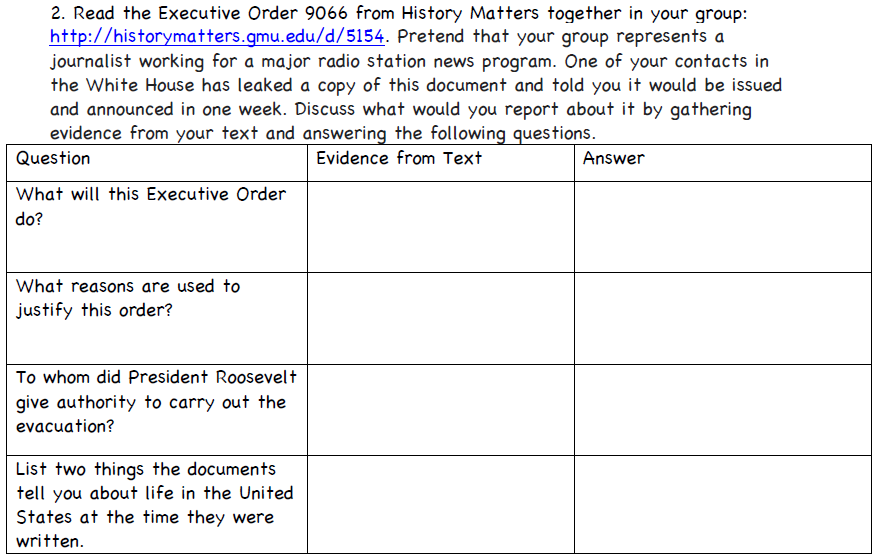 2. Read the Executive Order 9066 from History Matters together in your group:
http://historymatters.gmu.edu/d/5154. Pretend that your group represents a
journalist working for a major radio station news program. One of your contacts in
the White House has leaked a copy of this document and told you it would be issued
and announced in one week. Discuss what would you report about it by gathering
evidence from your text and answering the following questions.
Question Evidence from Text Answer
What will this Executive Order
do?
What reasons are used to
justify this order?
To whom did President Roosevelt
give authority to carry out the
evacuation?
List two things the documents
tell you about life in the United
States at the time they were
written.